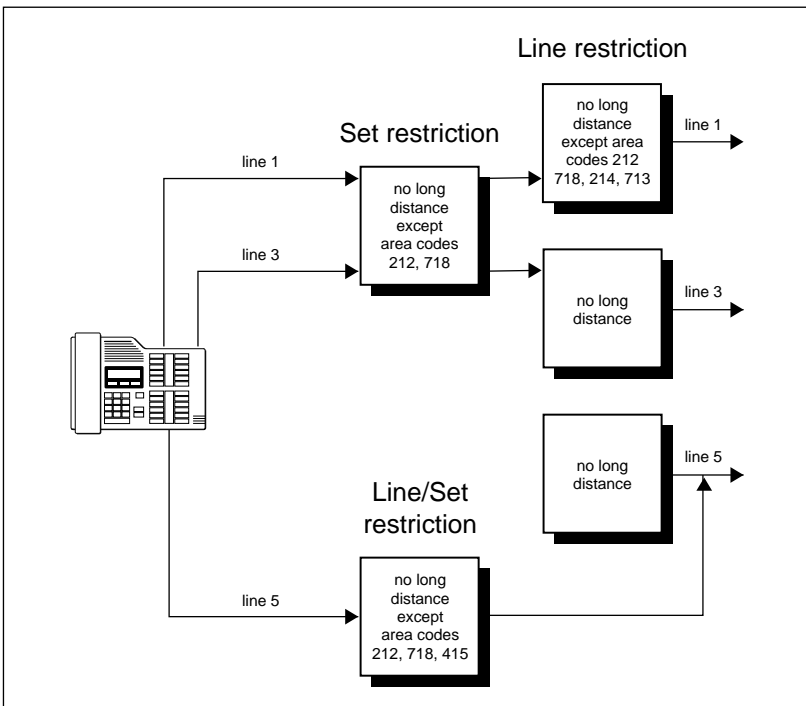 Line restriction
no long
distance
except area
codes 212
718, 214, 713
line 1
Set restriction
line 1
no long
distance
except
area codes
212, 718
line 3
no long
distance
line 3
no long
distance
line 5
Line/Set
restriction
line 5
no long
distance
except
area codes
212, 718, 415